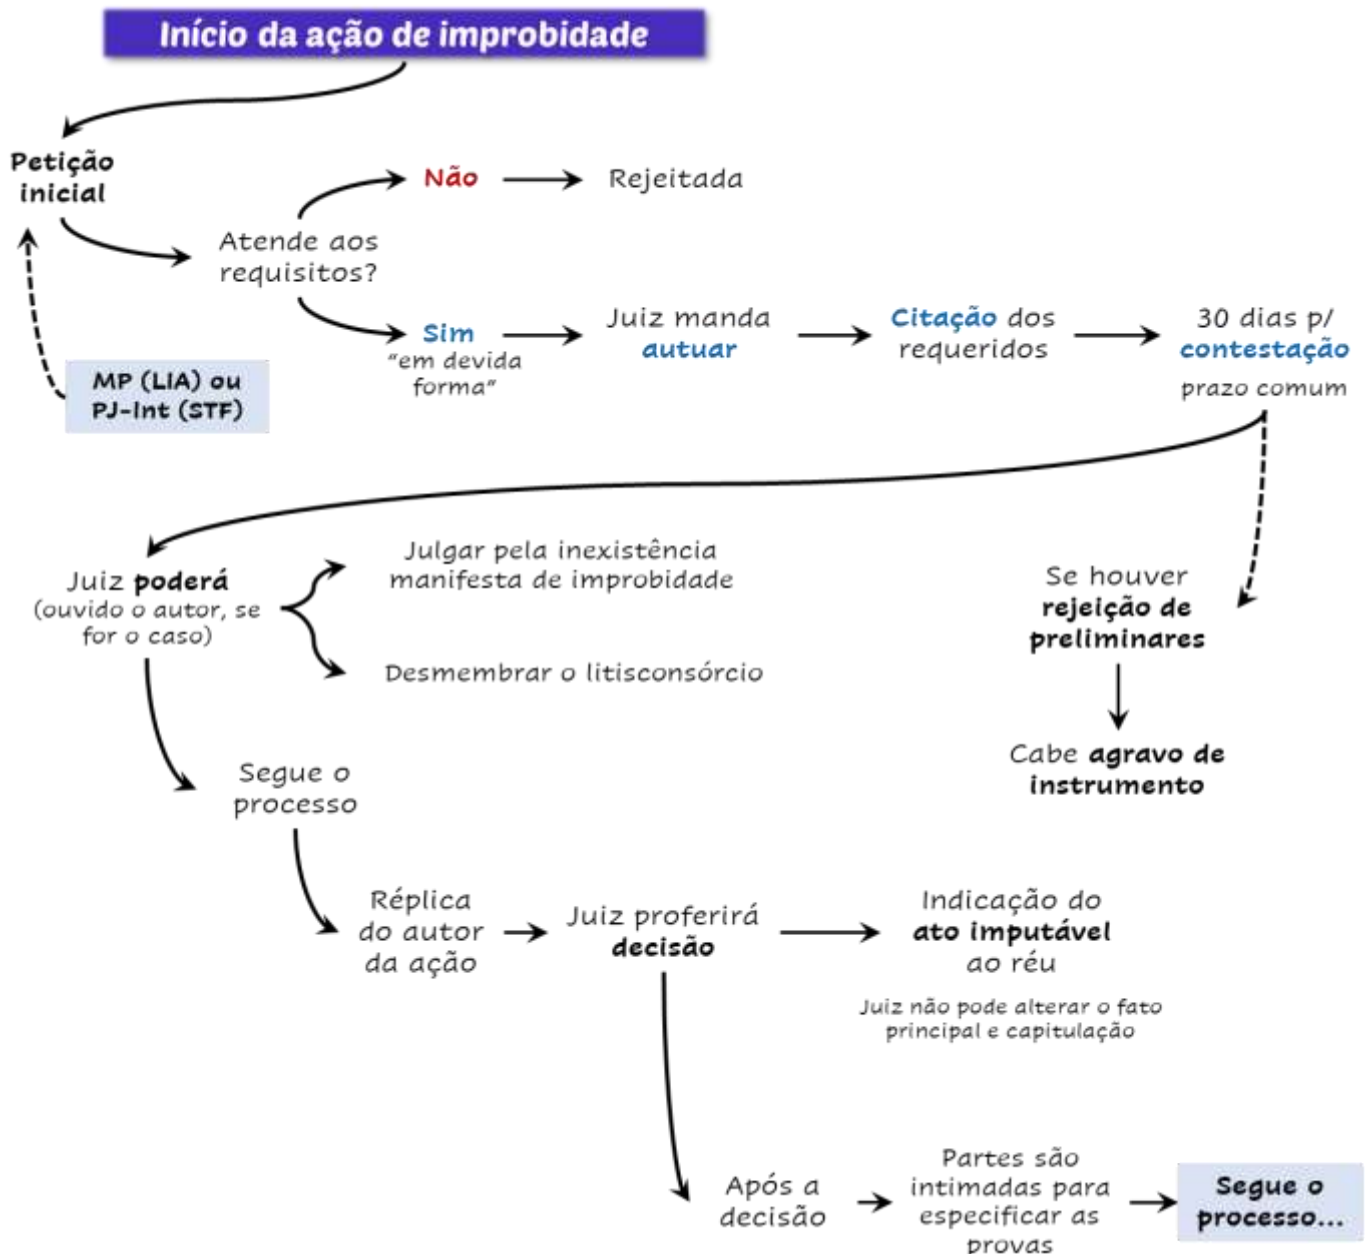 Início da ação de improbidade
Petição
inicial
Não
Rejeitada
Atende aos
requisitos?
Sim
"em devida
forma"
Juiz manda
autuar
Citação dos
requeridos
30 dias p/
contestação
prazo comum
MP (LIA) ou
PJ-Int (STF)
Juiz poderá
(ouvido o autor, se
for o caso)
Julgar pela inexistência
manifesta de improbidade
Desmembrar o litisconsórcio
Se houver
rejeição de
preliminares
Cabe agravo de
instrumento
Segue o
processo
Réplica
do autor
da ação
Juiz proferirá
decisão
Indicação do
ato imputável
ao réu
Juiz não pode alterar o fato
principal e capitulação
Após a
decisão
Partes são
intimadas para
especificar as
provas
Segue o
processo...